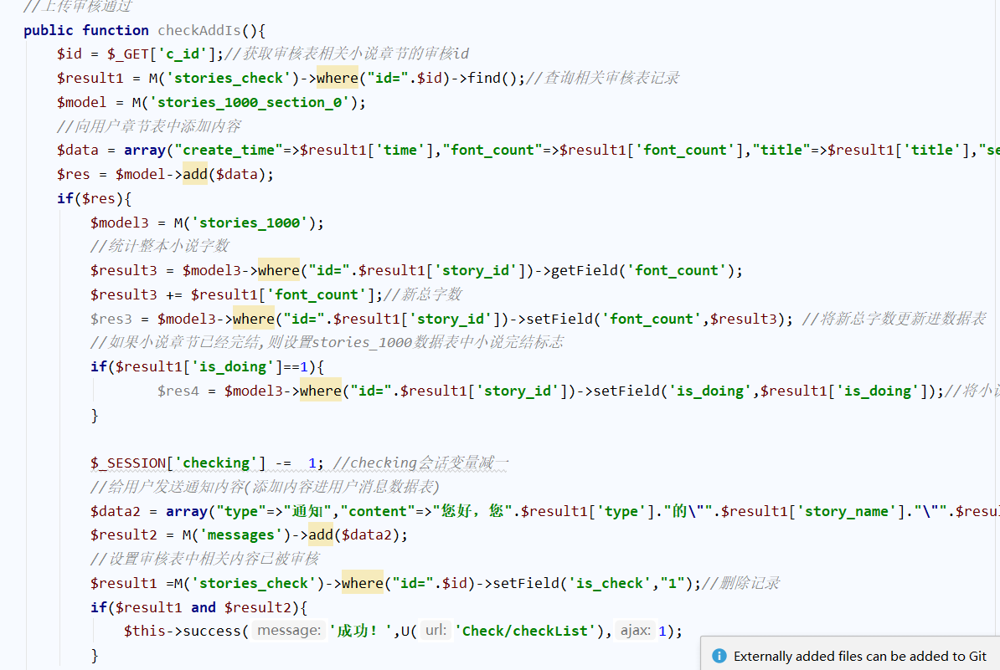 //上传审核通过
public function checkAddIs(){
$id = $_GET['c_id'];//获取审核表相关小说章节的审核id
$result1 = M('stories_check')->where("id=".$id)->find();//查询相关审核表记录
$model = M('stories_1000_section_0');
//向用户章节表中添加内容
$data = array("create_time"=>$result1['time'],"font_count"=>$result1['font_count'],"title"=>$result1['title'],"se
$res = $model->add($data);
if($res){
$model3 = M('stories_1000');
//统计整本小说字数
$result3 = $model3->where("id=".$result1['story_id'])->getField('font_count');
$result3 += $result1['font_count'];//新总字数
$res3 = $model3->where("id=".$result1['story_id'])->setField('font_count',$result3); //将新总字数更新进数据表
//如果小说章节已经完结,则设置stories_1000数据表中小说完结标志
if($result1['is_doing']==1){
$res4 = $model3->where("id=".$result1['story_id'])->setField('is_doing',$result1['is_doing']);//将小说
}
$_SESSION['checking'] -=  1; //checking会话变量减一
//给用户发送通知内容(添加内容进用户消息数据表)
$data2 = array("type"=>"通知","content"=>"您好，您".$result1['type']."的\"".$result1['story_name']."\"".$resul
$result2 = M('messages')->add($data2);
//设置审核表中相关内容已被审核
$result1 =M('stories_check')->where("id=".$id)->setField('is_check',"1");//删除记录
if($result1 and $result2){
$this->success( message: '成功！',U( url: 'Check/checkList'), ajax: 1);
}
Externally added files can be added to Git